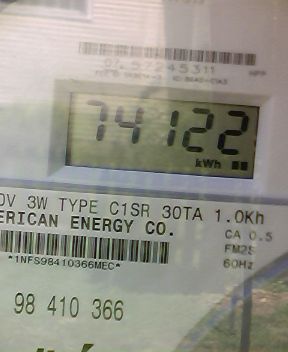 74122
kWh
3W TYPE C1SR 30TA 1.0Kh
ERICAN ENERGY CO.
CA 0.5
*1NFS98410366MEC*
FM2S
60Hz
98 410 366